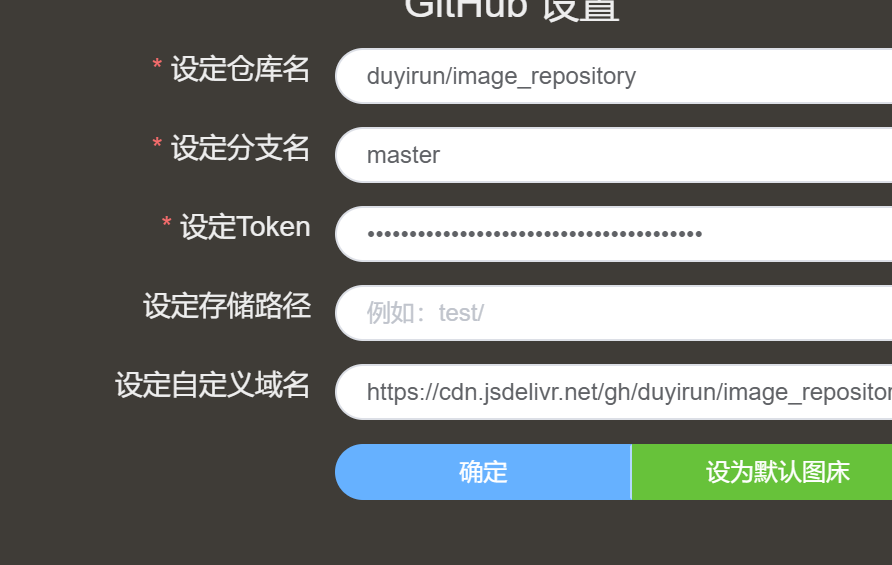 GitHub 设置
* 设定仓库名
duyirun/image_repository
* 设定分支名
master
* 设定Token
••••••••••••••••••••••••••••••••••••••••
设定存储路径
例如：test/
设定自定义域名
https://cdn.jsdelivr.net/gh/duyirun/image_repositor
确定
设为默认图床